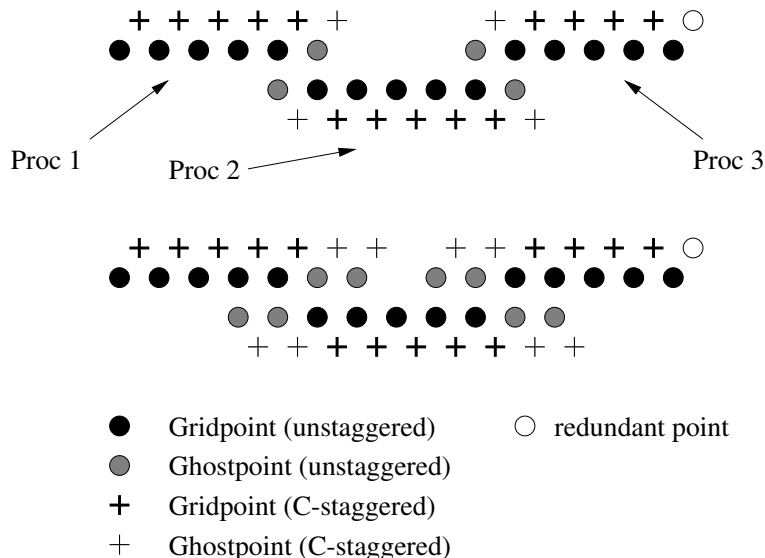 Proc 1
Proc 2
Proc 3
Gridpoint (unstaggered)
redundant point
Ghostpoint (unstaggered)
Gridpoint (C-staggered)
Ghostpoint (C-staggered)